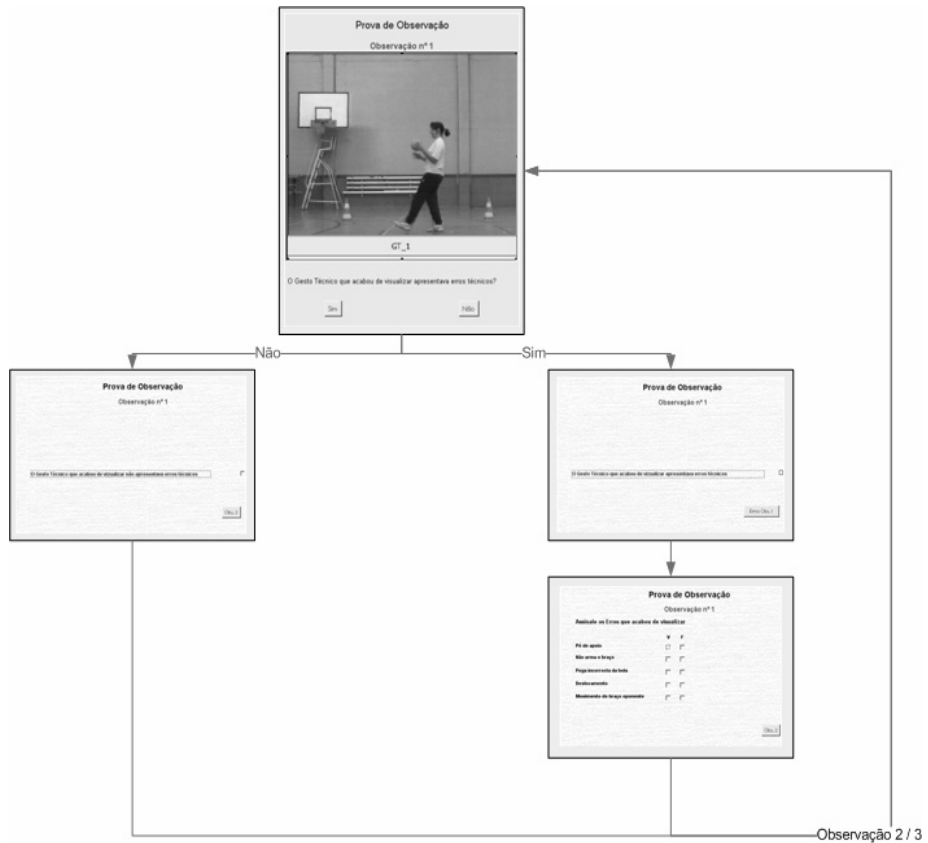 Prova de Observação
Observação nº 1
GT_1
O Gesto Técnico que acabou de visualizar apresentava erros técnicos?
Sim
Não
Não
Sim
Prova de Observação
Observação nº 1
O Gesto Técnico que acabou de visualizar não apresentava erros técnicos
Prova de Observação
Observação nº 1
O Gesto Técnico que acabou de visualizar apresentava erros técnicos
Prova de Observação
Observação nº 1
Assinale os Erros que acabou de visualizar
V F
Pé de apoio
Não arma o braço
Pega incorrecta da bola
Deslocamento
Movimento do braço oponente
Observação 2 / 3